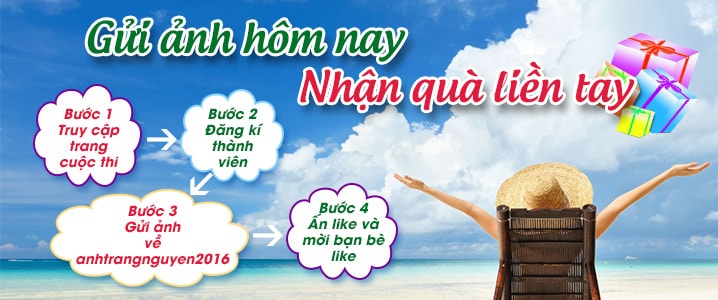 Gửi ảnh hôm nay
Nhận quà liền tay
Bước 1
Truy cập
trang
cuộc thi
Bước 2
Đăng kí
thành
viên
Bước 3
Gửi ảnh
về
anhtrangnguyen2016
Bước 4
Ấn like và
mời bạn bè
like